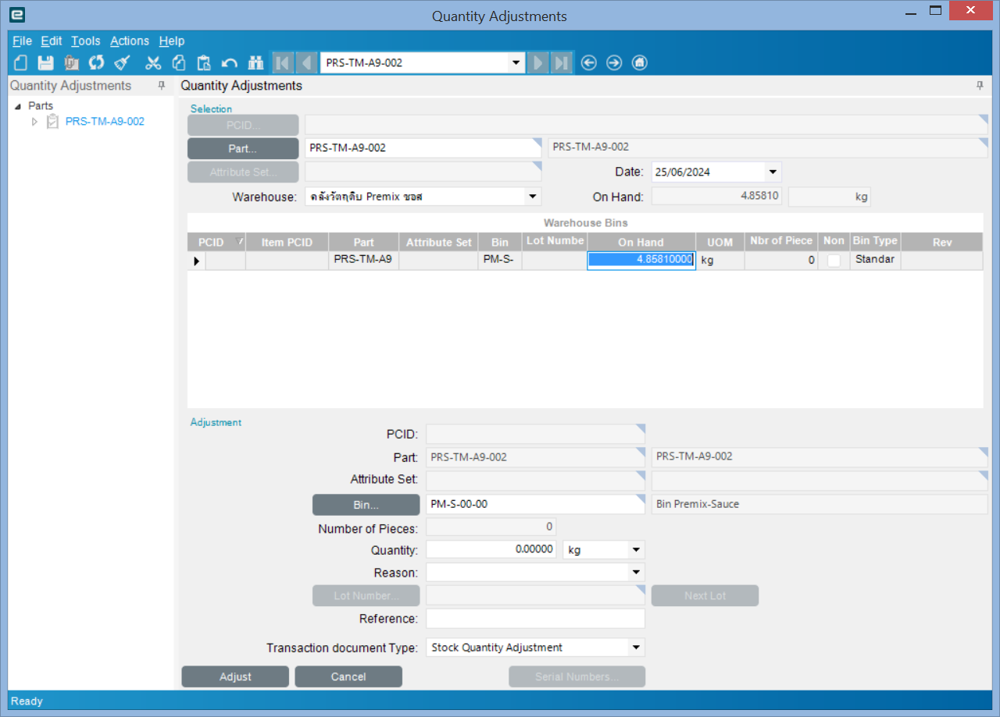 Quantity Adjustments
File Edit Tools Actions Help
PRS-TM-A9-002
Quantity Adjustments
Quantity Adjustments
Parts
PRS-TM-A9-002
Selection
PCID...
Part... PRS-TM-A9-002 PRS-TM-A9-002
Attribute Set... Date: 25/06/2024
Warehouse: คลังวัตถุดิบ Premix ซอส On Hand: 4.85810 kg
Warehouse Bins
PCID Item PCID Part Attribute Set Bin Lot Numbe On Hand UOM Nbr of Piece Non Bin Type Rev
PRS-TM-A9 PM-S- 4.85810000 kg 0 Standar
Adjustment
PCID:
Part: PRS-TM-A9-002 PRS-TM-A9-002
Attribute Set:
Bin... PM-S-00-00 Bin Premix-Sauce
Number of Pieces: 0
Quantity: 0.00000 kg
Reason:
Lot Number... Next Lot
Reference:
Transaction document Type: Stock Quantity Adjustment
Adjust Cancel Serial Numbers...
Ready